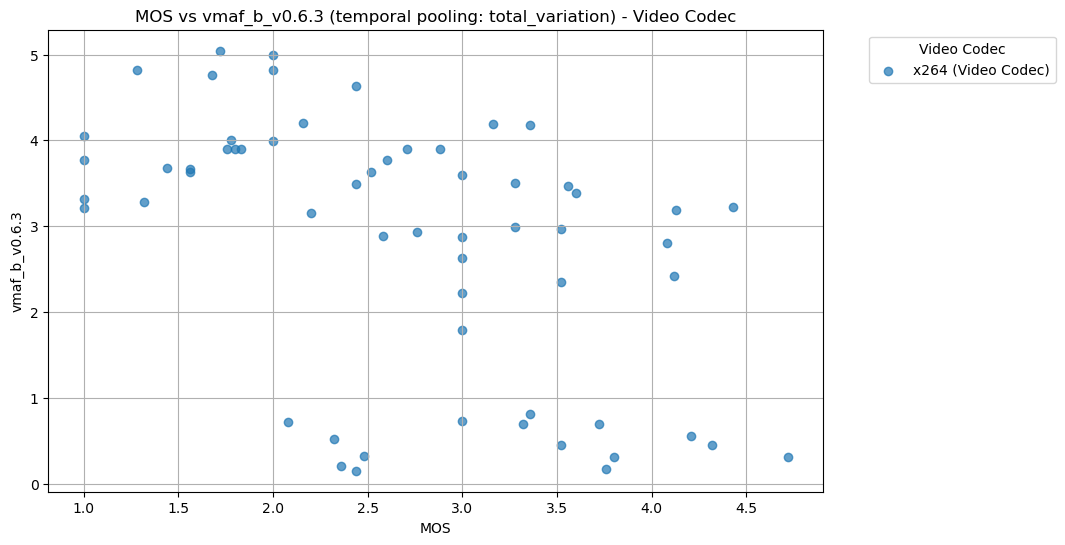 MOS vs vmaf_b_v0.6.3 (temporal pooling: total_variation) - Video Codec
Video Codec
x264 (Video Codec)
vmaf_b_v0.6.3
5
4
3
2
1
0
1.0 1.5 2.0 2.5 3.0 3.5 4.0 4.5
MOS